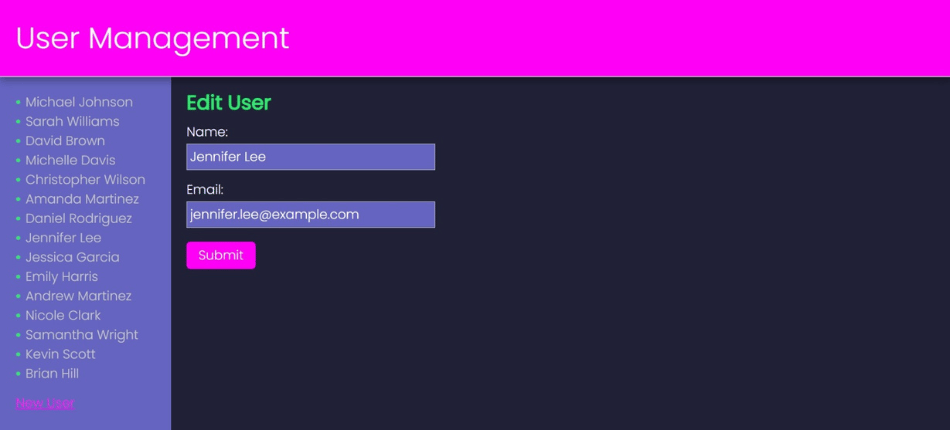 User Management
Michael Johnson
Sarah Williams
David Brown
Michelle Davis
Christopher Wilson
Amanda Martinez
Daniel Rodriguez
Jennifer Lee
Jessica Garcia
Emily Harris
Andrew Martinez
Nicole Clark
Samantha Wright
Kevin Scott
Brian Hill
New User
Edit User
Name:
Jennifer Lee
Email:
jennifer.lee@example.com
Submit